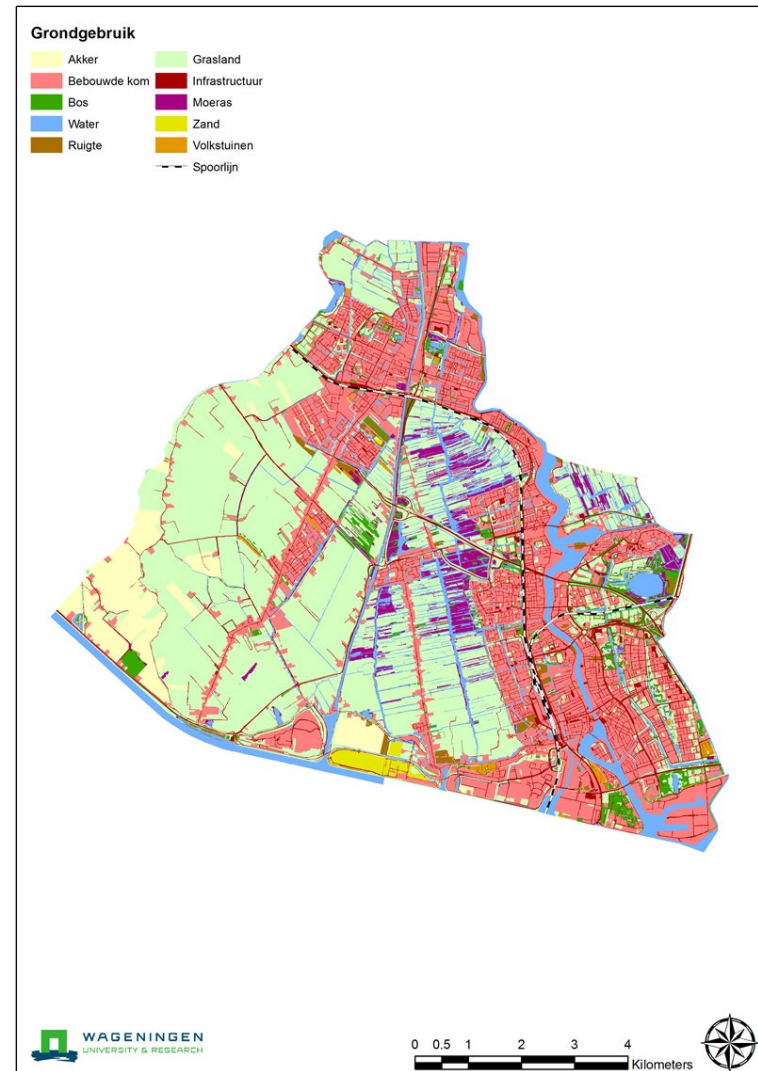 Grondgebruik
Akker
Bebouwde kom
Bos
Water
Ruigte
Grasland
Infrastructuur
Moeras
Zand
Volkstuinen
Spoorlijn
WAGENINGEN
UNIVERSITY & RESEARCH
0 0.5 1 2 3 4
Kilometers